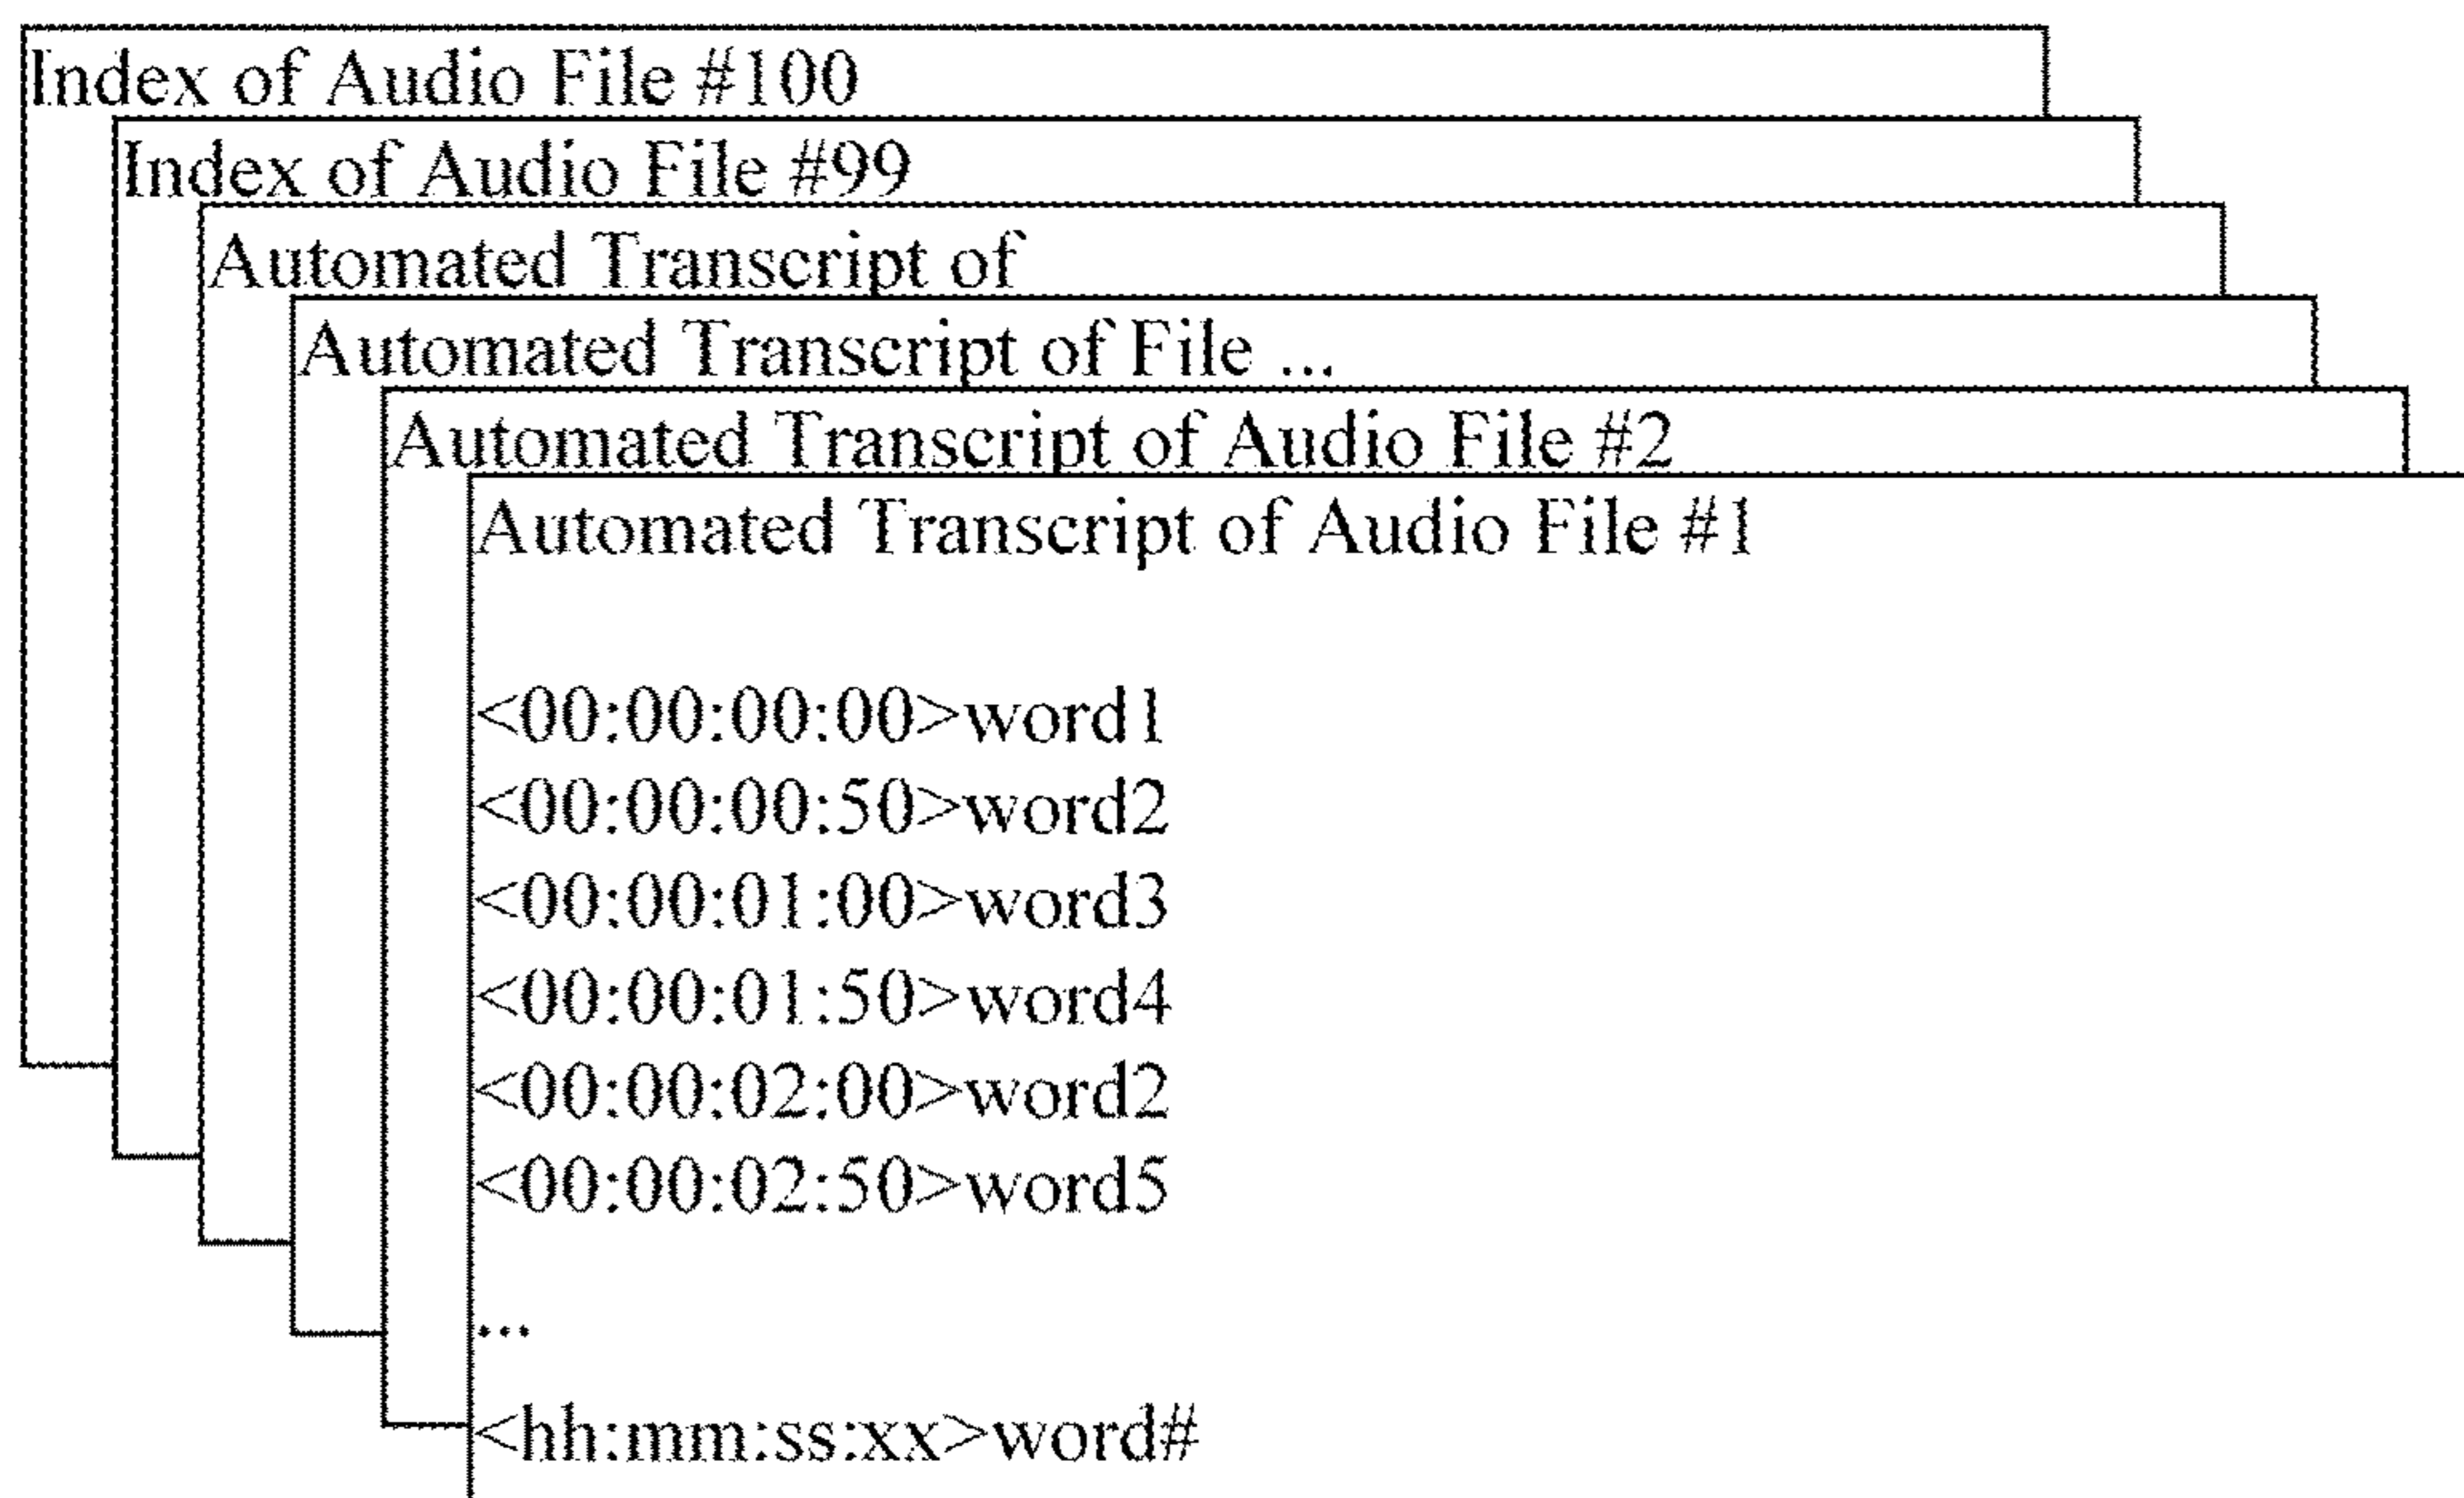 Index of Audio File #100
Index of Audio File #99
Automated Transcript of
Automated Transcript of File ...
Automated Transcript of Audio File #2
Automated Transcript of Audio File #1
<00:00:00:00>word1
<00:00:00:50>word2
<00:00:01:00>word3
<00:00:01:50>word4
<00:00:02:00>word2
<00:00:02:50>word5
...
<hh:mm:ss:xx>word#